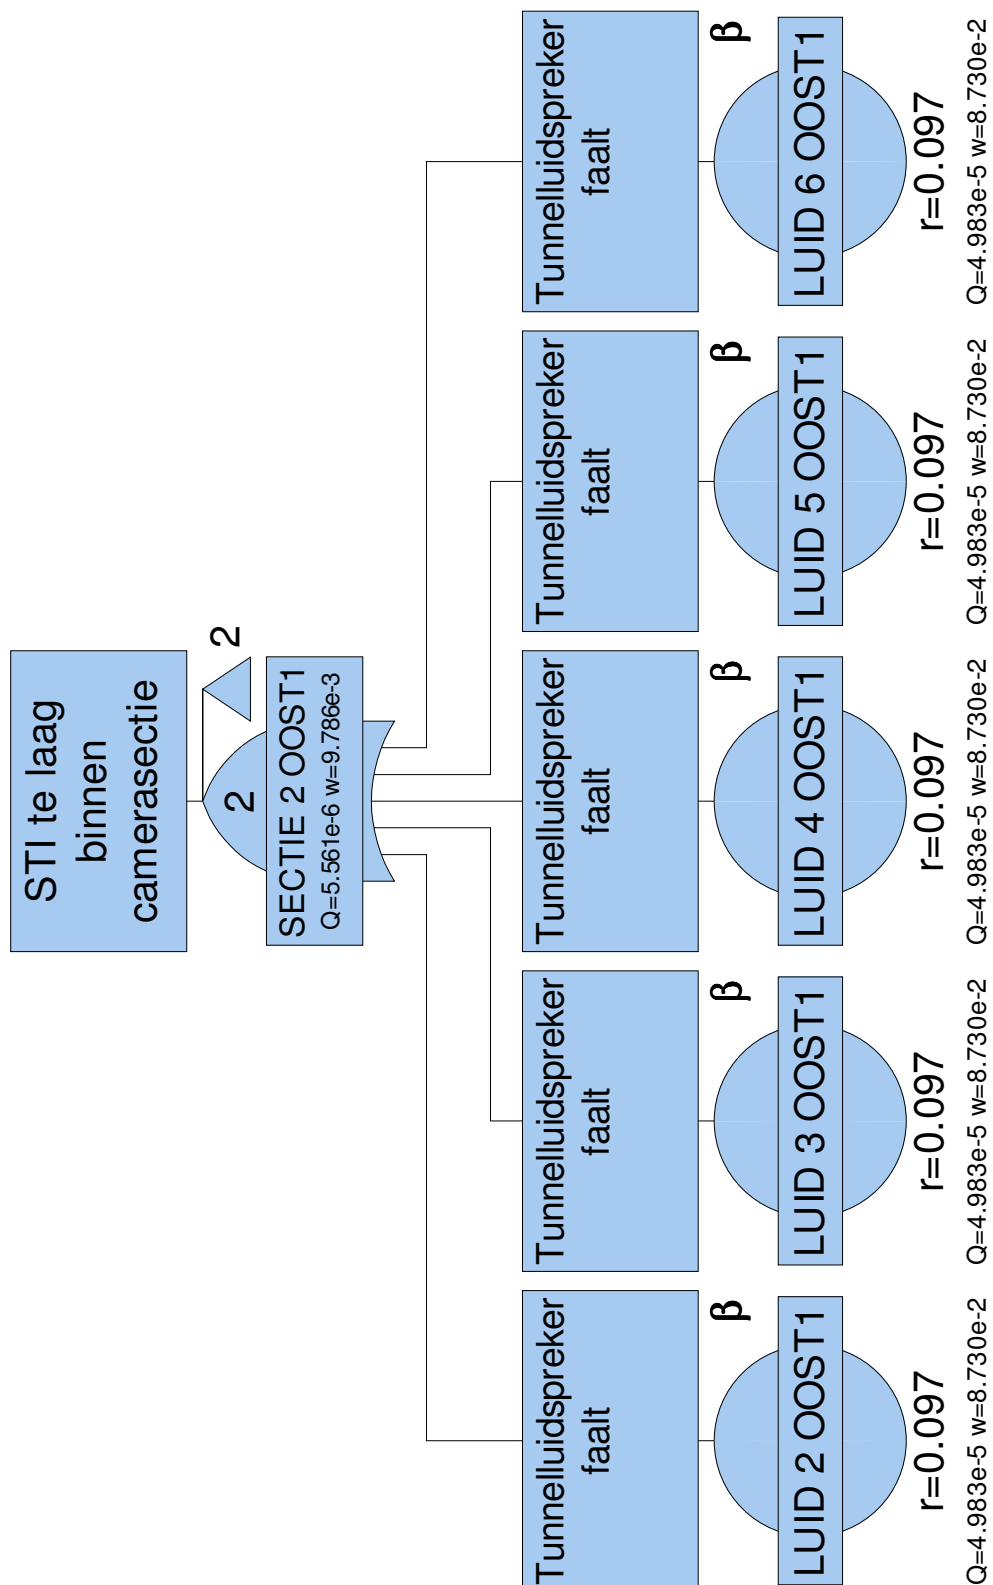 STI te laag
binnen
camerasectie
2
2
SECTIE 2 OOST1
Q=5.561e-6 w=9.786e-3
Tunnelluidspreker
faalt
β
LUID 2 OOST1
r=0.097
Q=4.983e-5 w=8.730e-2
Tunnelluidspreker
faalt
β
LUID 3 OOST1
r=0.097
Q=4.983e-5 w=8.730e-2
Tunnelluidspreker
faalt
β
LUID 4 OOST1
r=0.097
Q=4.983e-5 w=8.730e-2
Tunnelluidspreker
faalt
β
LUID 5 OOST1
r=0.097
Q=4.983e-5 w=8.730e-2
Tunnelluidspreker
faalt
β
LUID 6 OOST1
r=0.097
Q=4.983e-5 w=8.730e-2